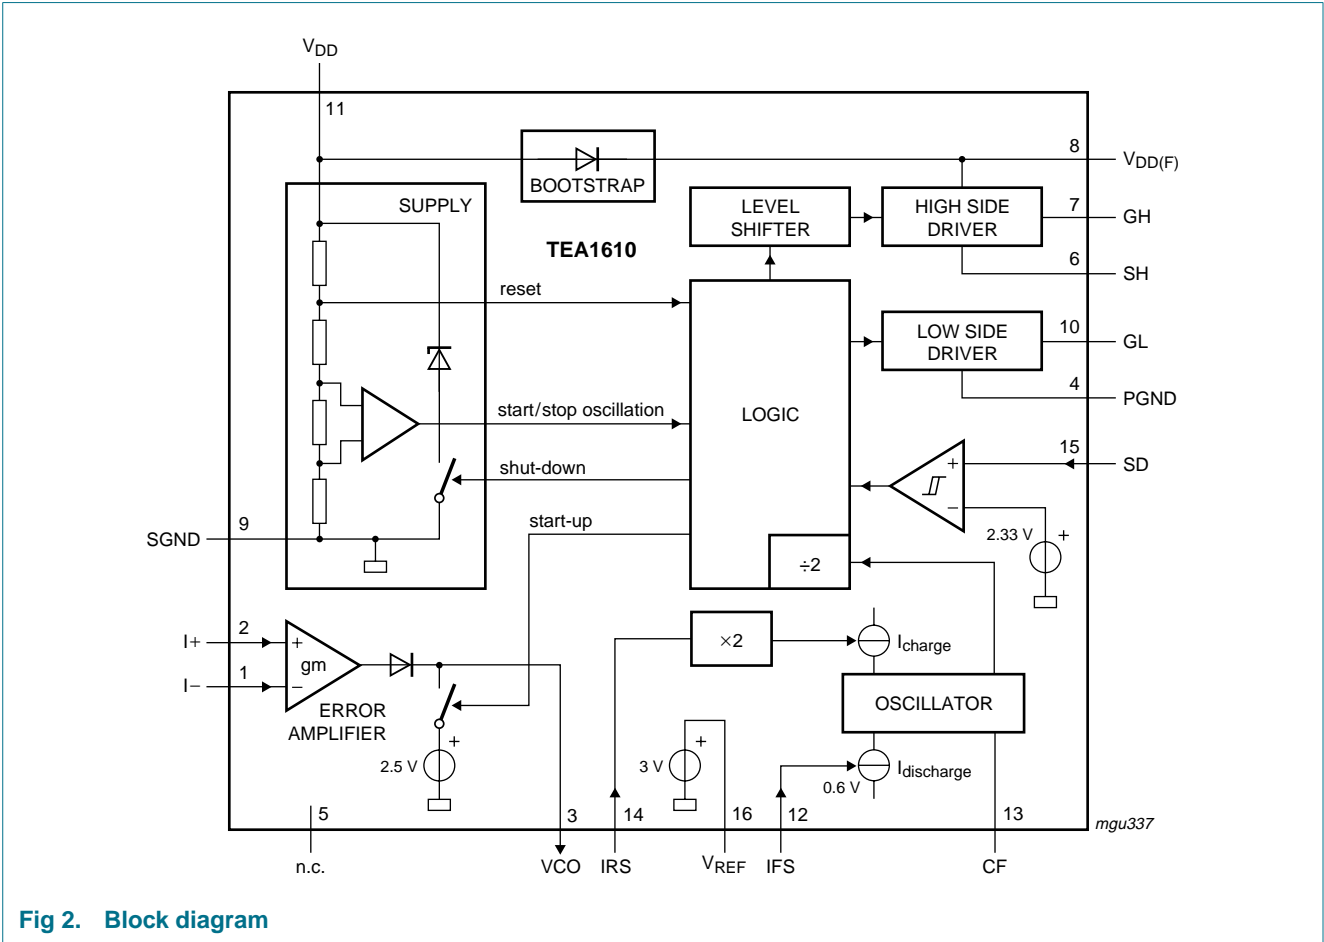 VDD
11
8
VDD(F)
BOOTSTRAP
SUPPLY
LEVEL
SHIFTER
HIGH SIDE
DRIVER
7
GH
TEA1610
6
SH
reset
LOW SIDE
DRIVER
10
GL
4
PGND
start/stop oscillation
LOGIC
15
SD
+
−
shut-down
2.33 V
+
start-up
9
SGND
÷2
2
I+
+
gm
1
I−
−
ERROR
AMPLIFIER
×2
Icharge
OSCILLATOR
+
2.5 V
+
3 V
Idischarge
0.6 V
5
3
14
16
12
13
mgu337
n.c.
VCO
IRS
VREF
IFS
CF
Fig 2. Block diagram